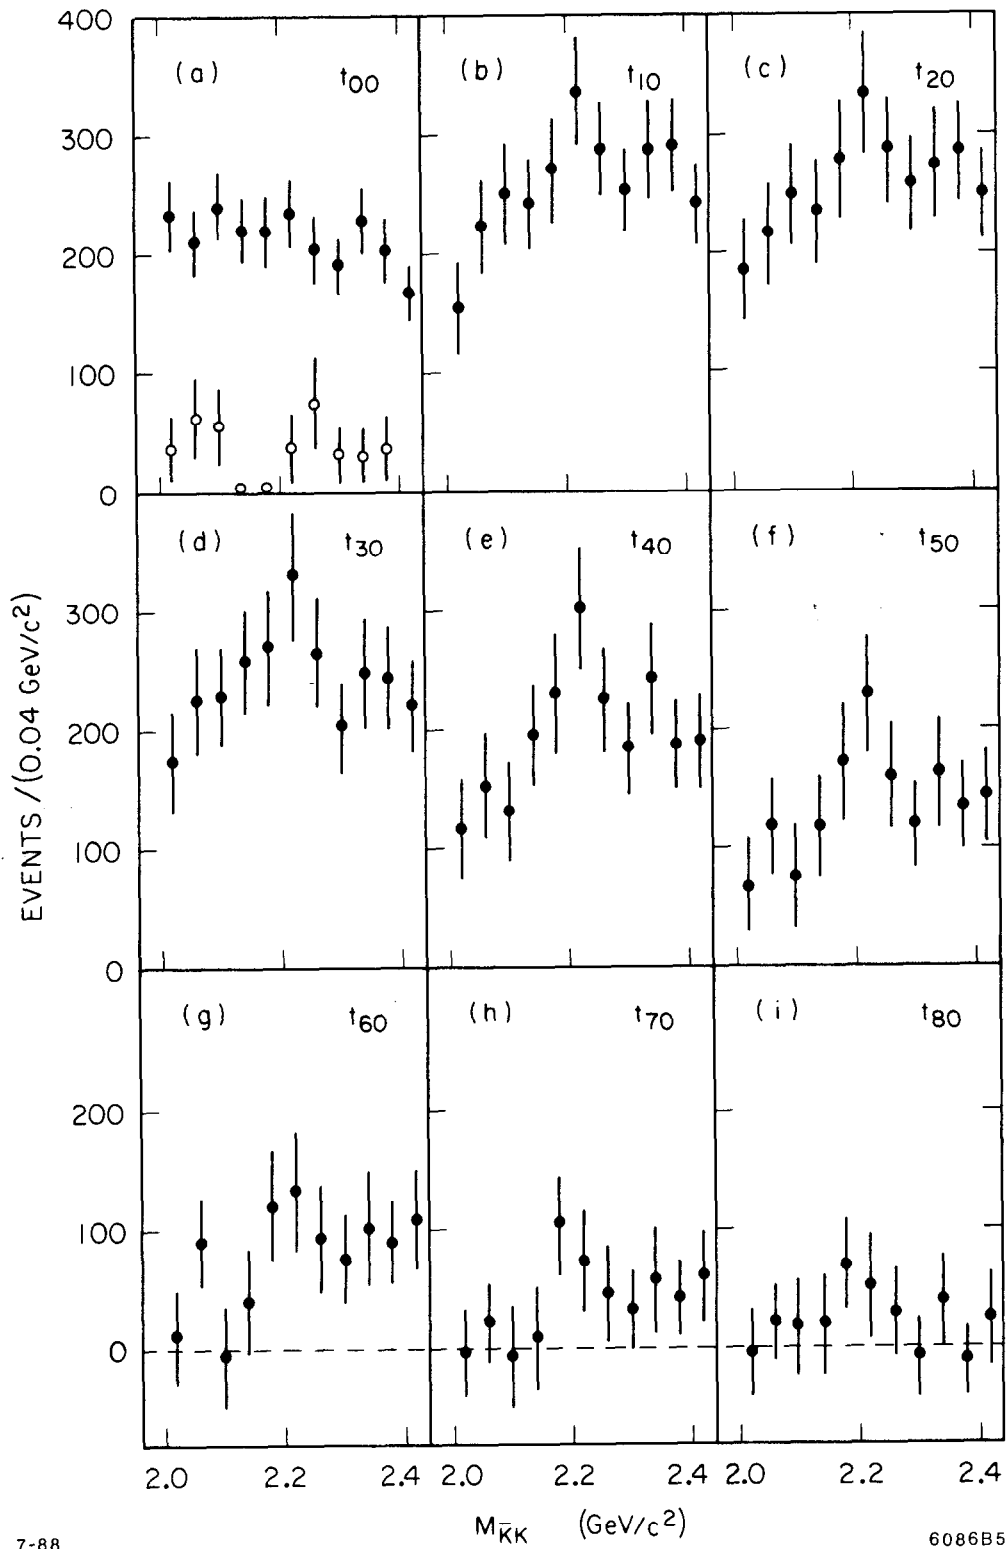 400
300
200
100
0
(a) t00
(b) t10
(c) t20
300
200
100
0
(d) t30
(e) t40
(f) t50
200
100
0
(g) t60
(h) t70
(i) t80
EVENTS /(0.04 GeV/c²)
2.0 2.2 2.4 2.0 2.2 2.4 2.0 2.2 2.4
M K̄K (GeV/c²)
7-88
6086B5